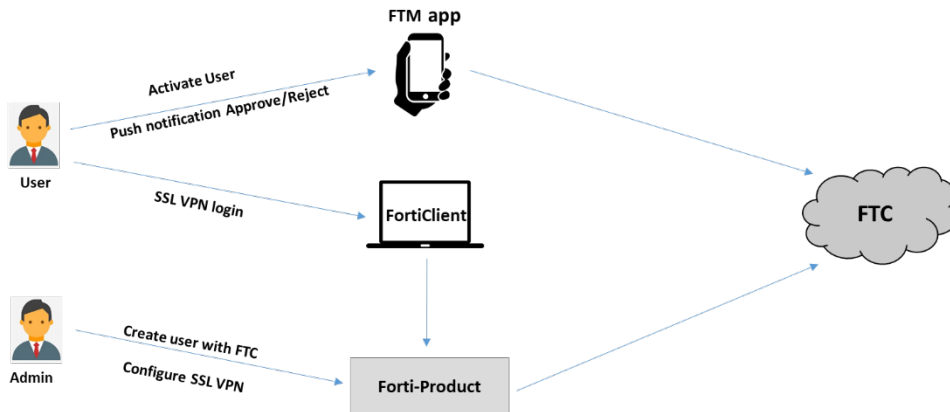 FTM app
Activate User
Push notification Approve/Reject
User
SSL VPN login
FortiClient
FTC
Admin
Create user with FTC
Configure SSL VPN
Forti-Product